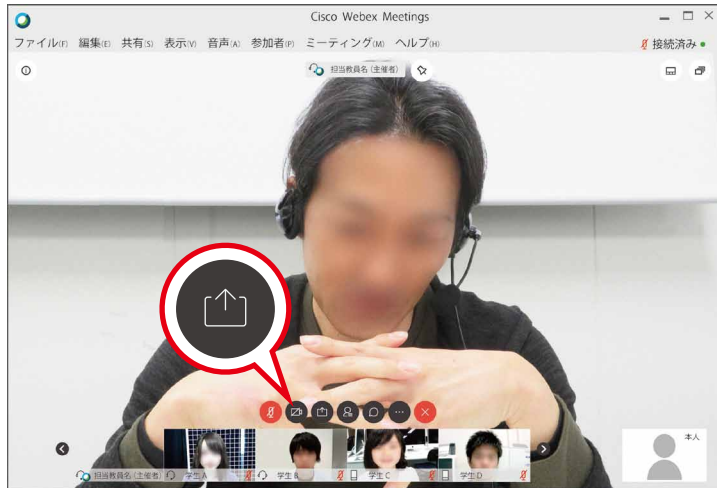 Cisco Webex Meetings
ファイル(F) 編集(E) 共有(S) 表示(V) 音声(A) 参加者(P) ミーティング(M) ヘルプ(H) 接続済み
担当教員名(主催者)
本人
担当教員名(主催者) 学生A 学生B 学生C 学生D